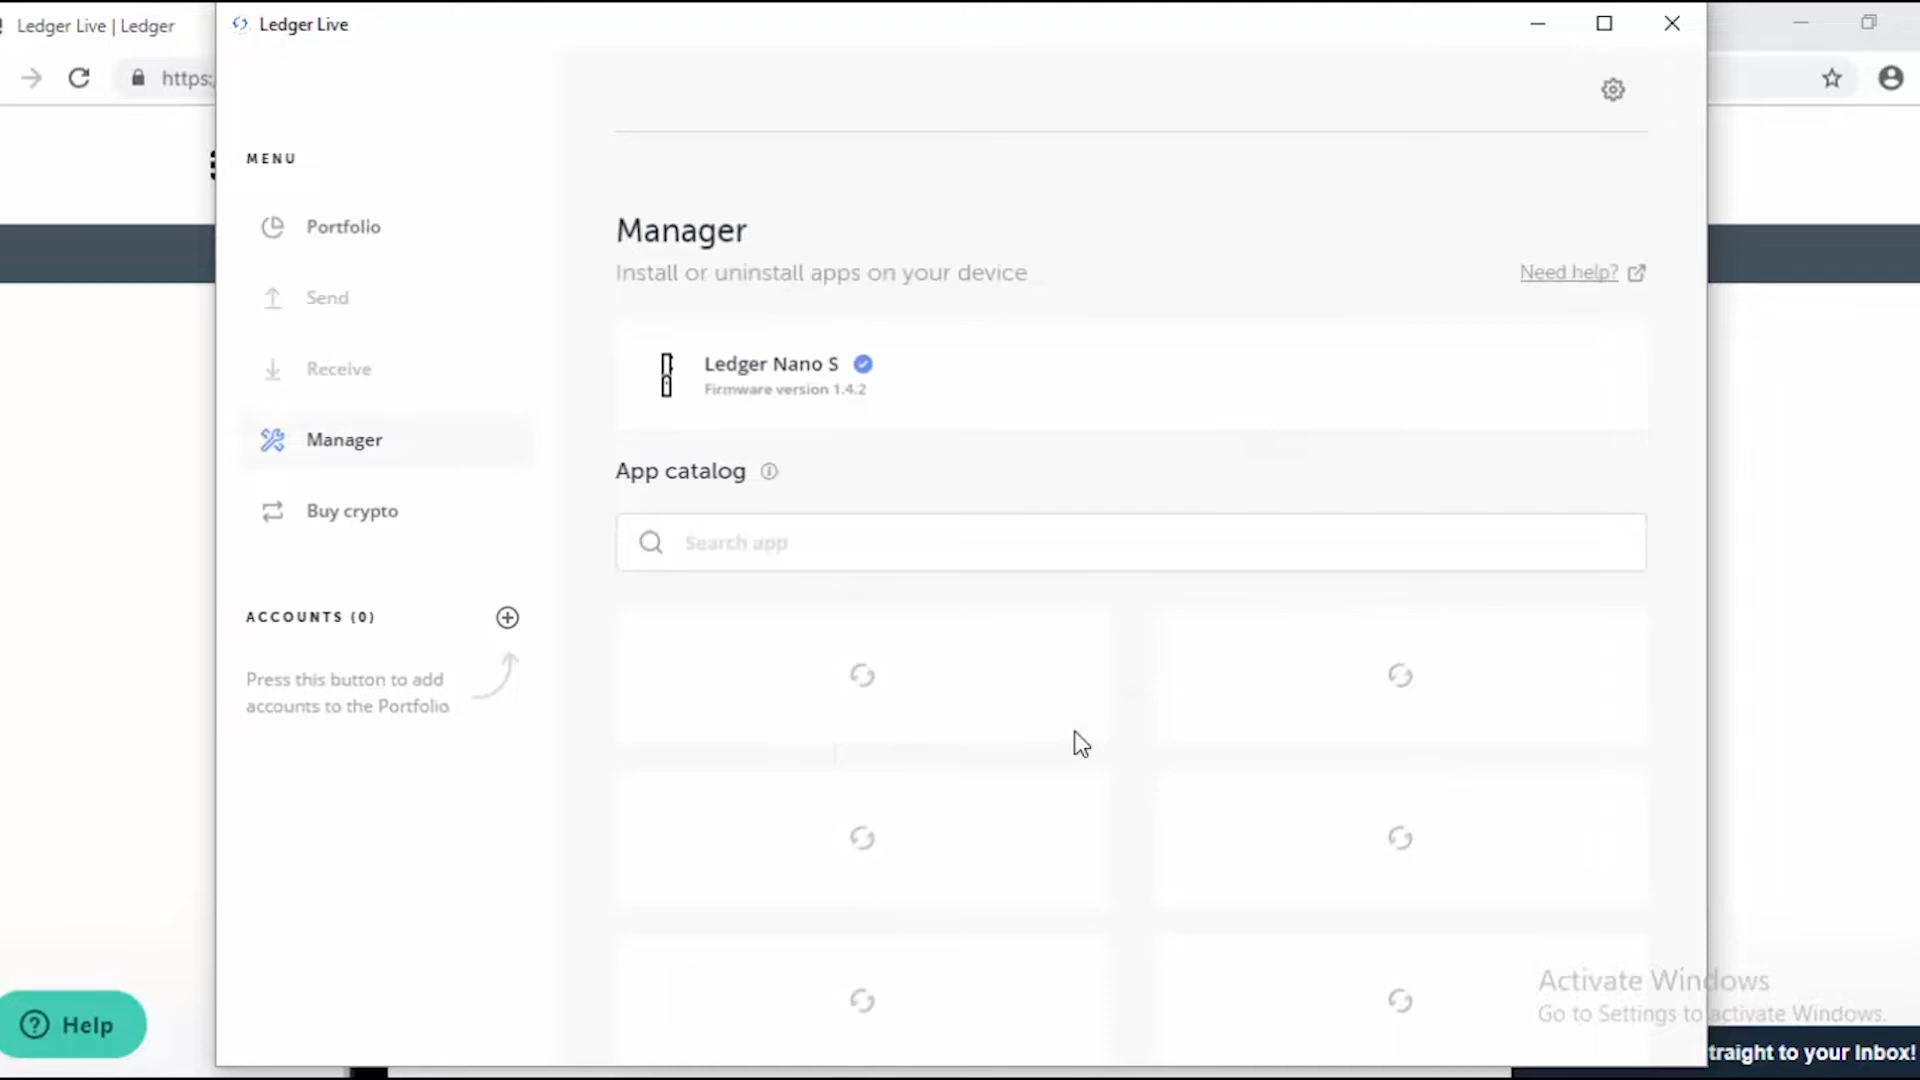 Ledger Live | Ledger
Ledger Live
https:
MENU
Portfolio
Send
Receive
Manager
Buy crypto
ACCOUNTS (0)
Press this button to add
accounts to the Portfolio
Manager
Install or uninstall apps on your device
Need help?
Ledger Nano S
Firmware version 1.4.2
App catalog
Search app
Activate Windows
Go to Settings to activate Windows.
Help
traight to your Inbox!